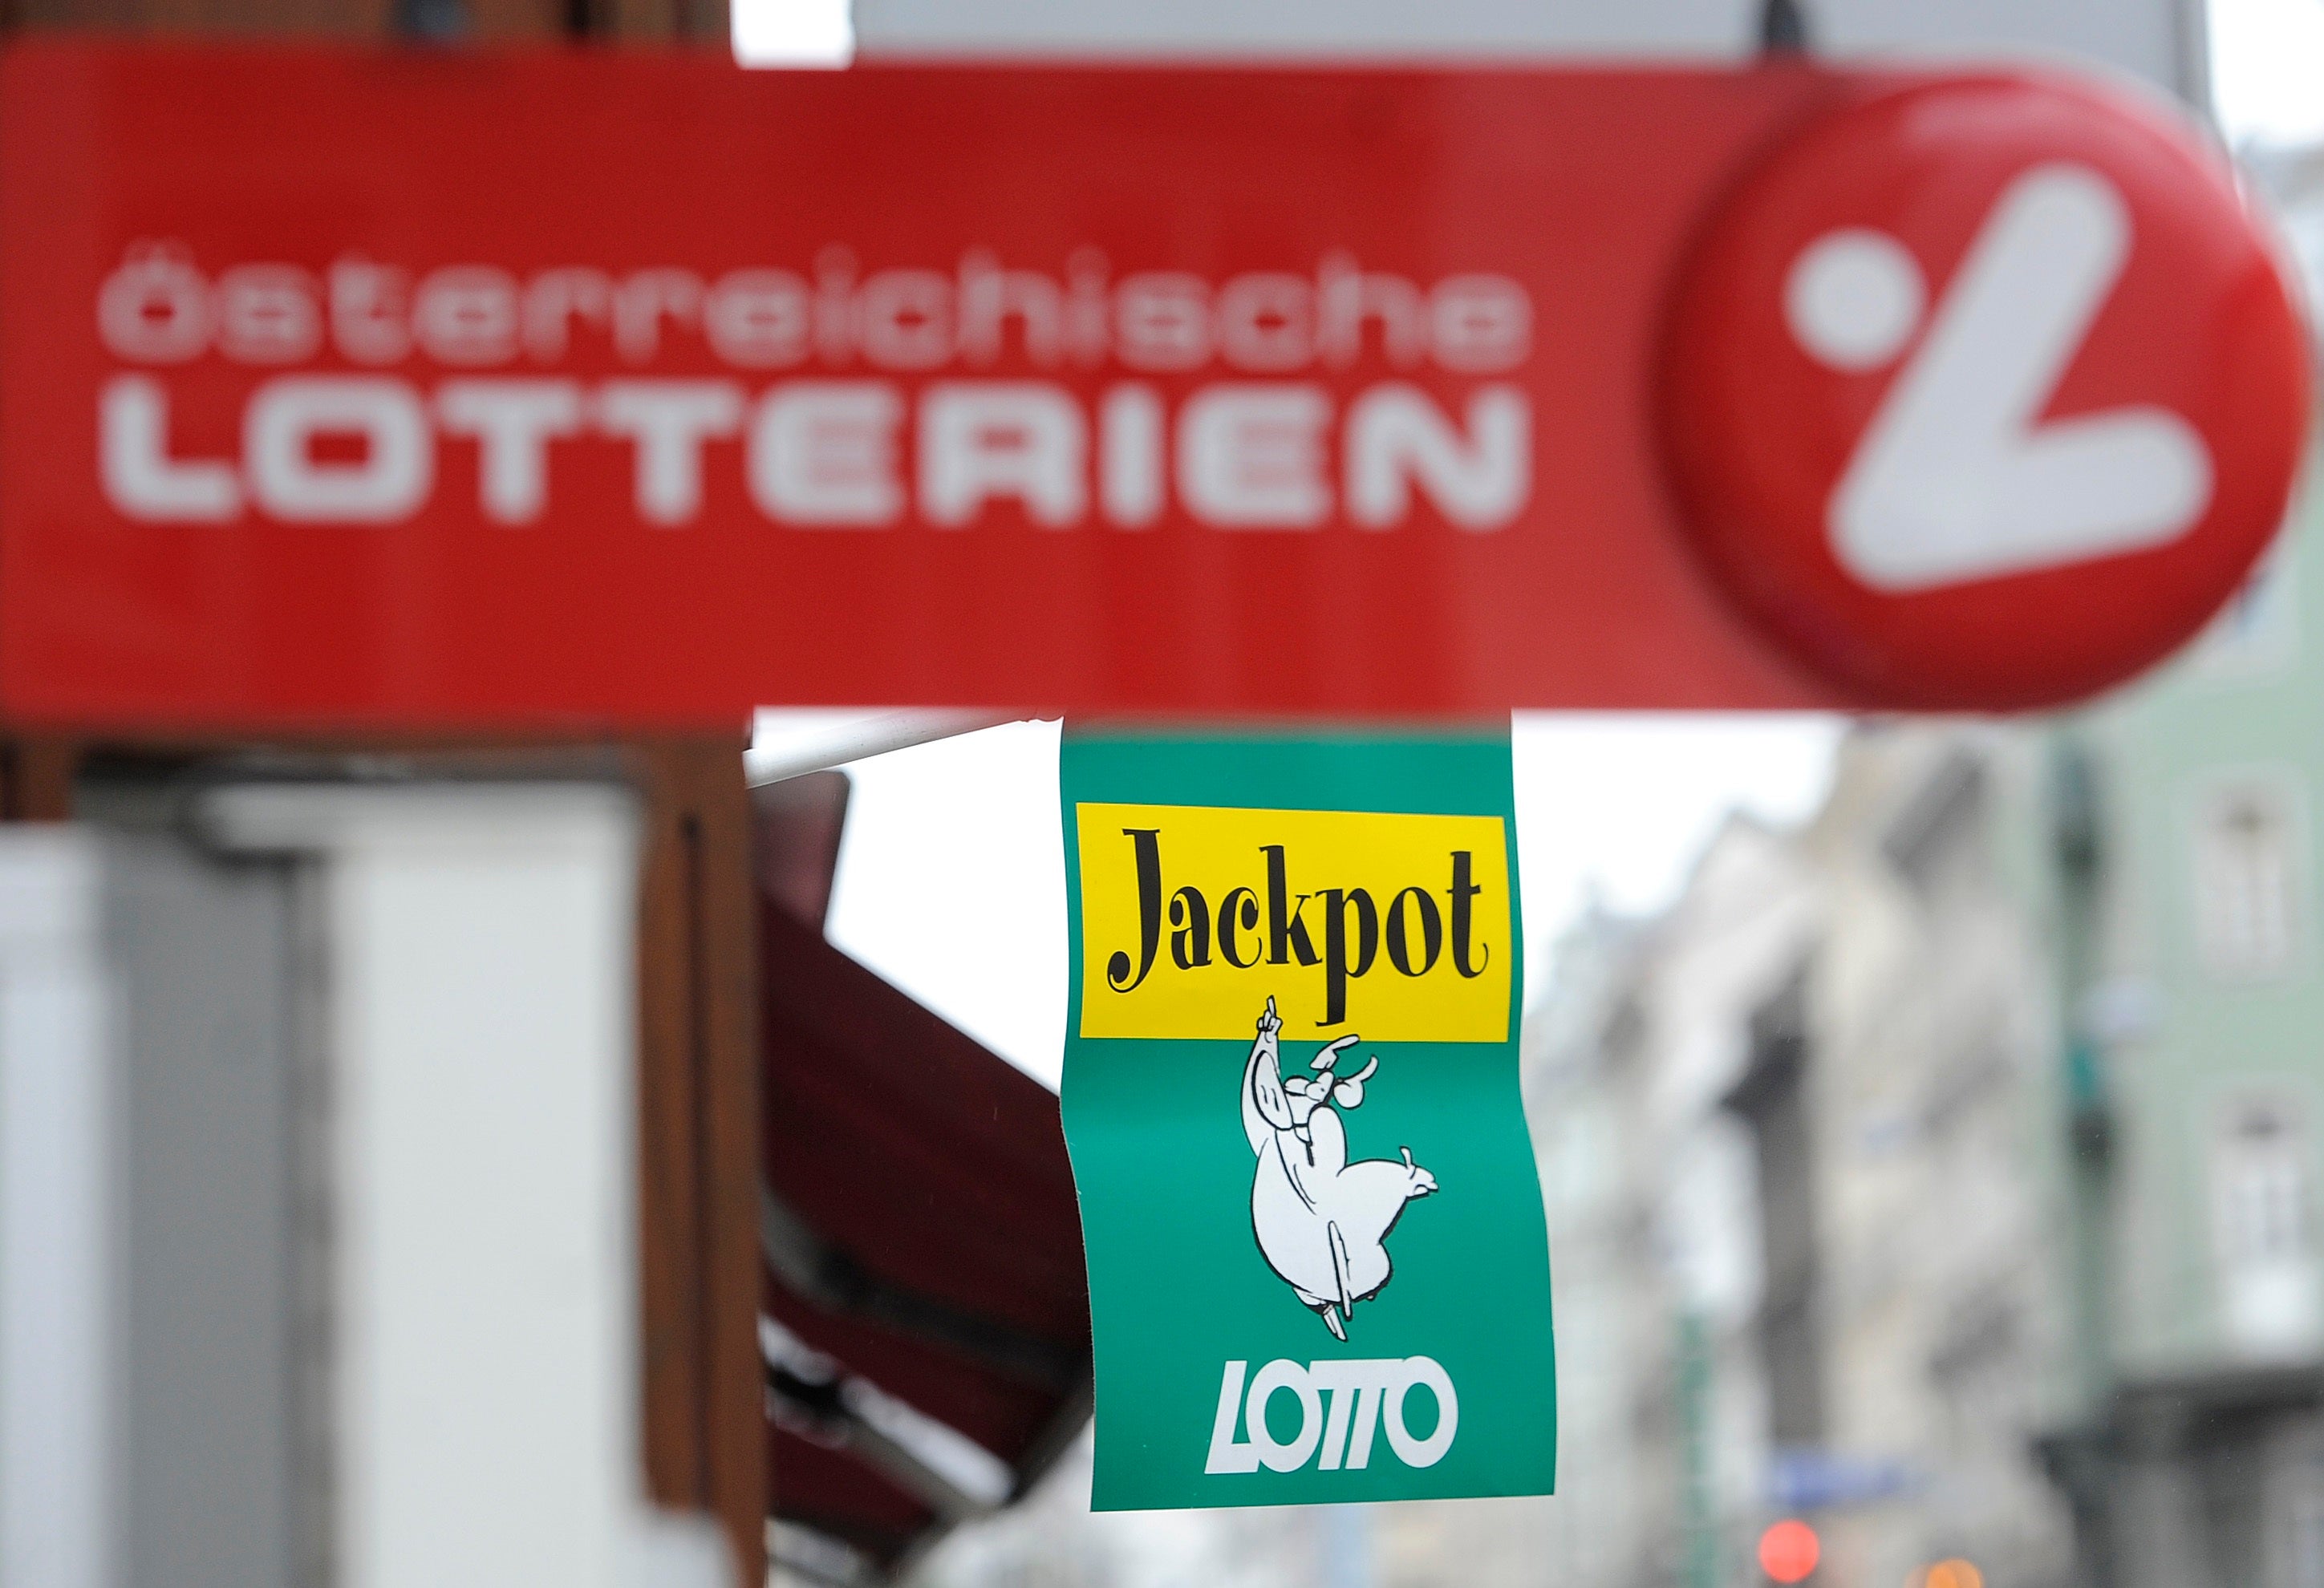 österreichische
LOTTERIEN
Jackpot
LOTTO